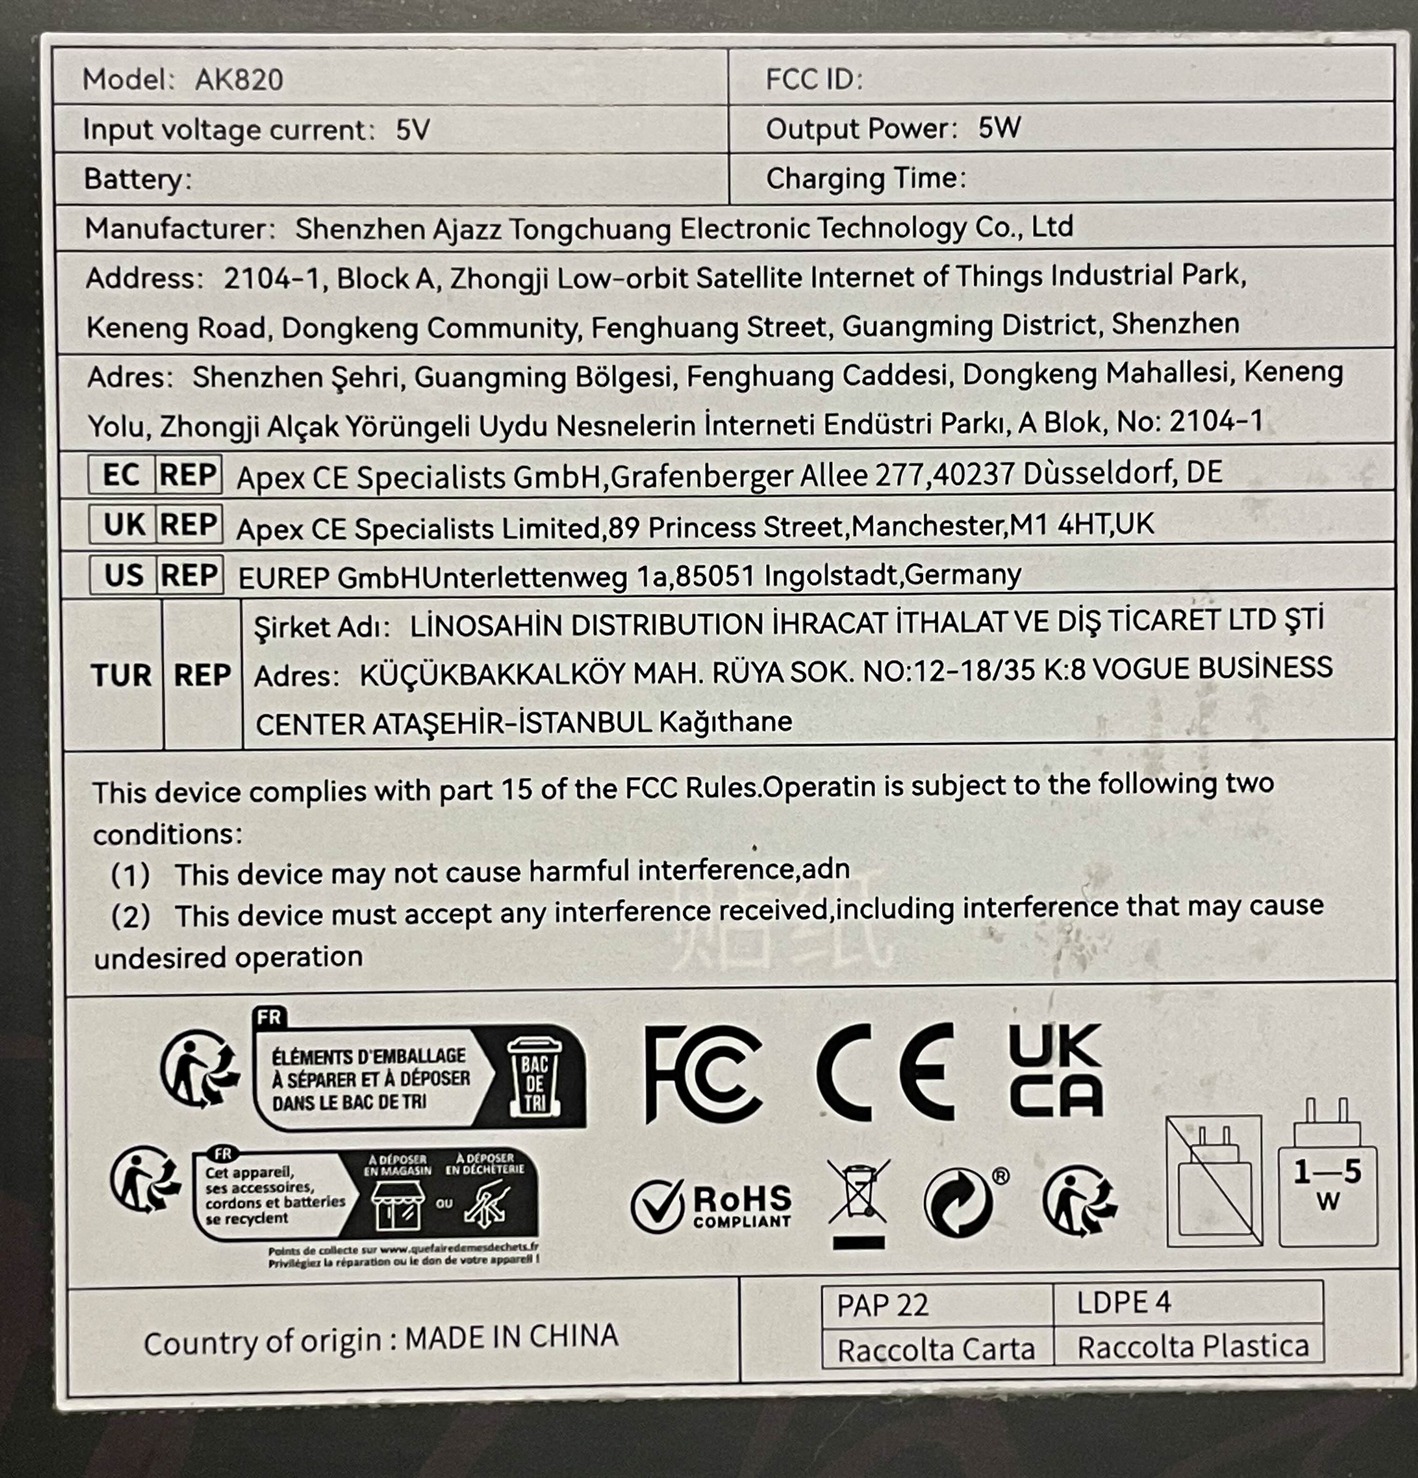 Model: AK820
FCC ID:
Input voltage current: 5V
Output Power: 5W
Battery:
Charging Time:
Manufacturer: Shenzhen Ajazz Tongchuang Electronic Technology Co., Ltd
Address: 2104-1, Block A, Zhongji Low-orbit Satellite Internet of Things Industrial Park,
Keneng Road, Dongkeng Community, Fenghuang Street, Guangming District, Shenzhen
Adres: Shenzhen Şehri, Guangming Bölgesi, Fenghuang Caddesi, Dongkeng Mahallesi, Keneng
Yolu, Zhongji Alçak Yörüngeli Uydu Nesnelerin İnterneti Endüstri Parkı, A Blok, No: 2104-1
EC REP Apex CE Specialists GmbH,Grafenberger Allee 277,40237 Dùsseldorf, DE
UK REP Apex CE Specialists Limited,89 Princess Street,Manchester,M1 4HT,UK
US REP EUREP GmbHUnterlettenweg 1a,85051 Ingolstadt,Germany
TUR REP
Şirket Adı: LİNOSAHİN DISTRIBUTION İHRACAT İTHALAT VE DİŞ TİCARET LTD ŞTİ
Adres: KÜÇÜKBAKKALKÖY MAH. RÜYA SOK. NO:12-18/35 K:8 VOGUE BUSİNESS
CENTER ATAŞEHİR-İSTANBUL Kağıthane
This device complies with part 15 of the FCC Rules.Operatin is subject to the following two
conditions:
(1) This device may not cause harmful interference,adn
(2) This device must accept any interference received,including interference that may cause
undesired operation
贴纸
FR
ÉLÉMENTS D'EMBALLAGE
À SÉPARER ET À DÉPOSER
DANS LE BAC DE TRI
BAC
DE
TRI
FC CE
UK
CA
FR
Cet appareil,
ses accessoires,
cordons et batteries
se recyclent
À DÉPOSER
EN MAGASIN
OU
À DÉPOSER
EN DÉCHÈTERIE
Points de collecte sur www.quefairedemesdechets.fr
Privilégiez la réparation ou le don de votre appareil !
RoHS
COMPLIANT
®
1—5
W
Country of origin : MADE IN CHINA
PAP 22
LDPE 4
Raccolta Carta
Raccolta Plastica